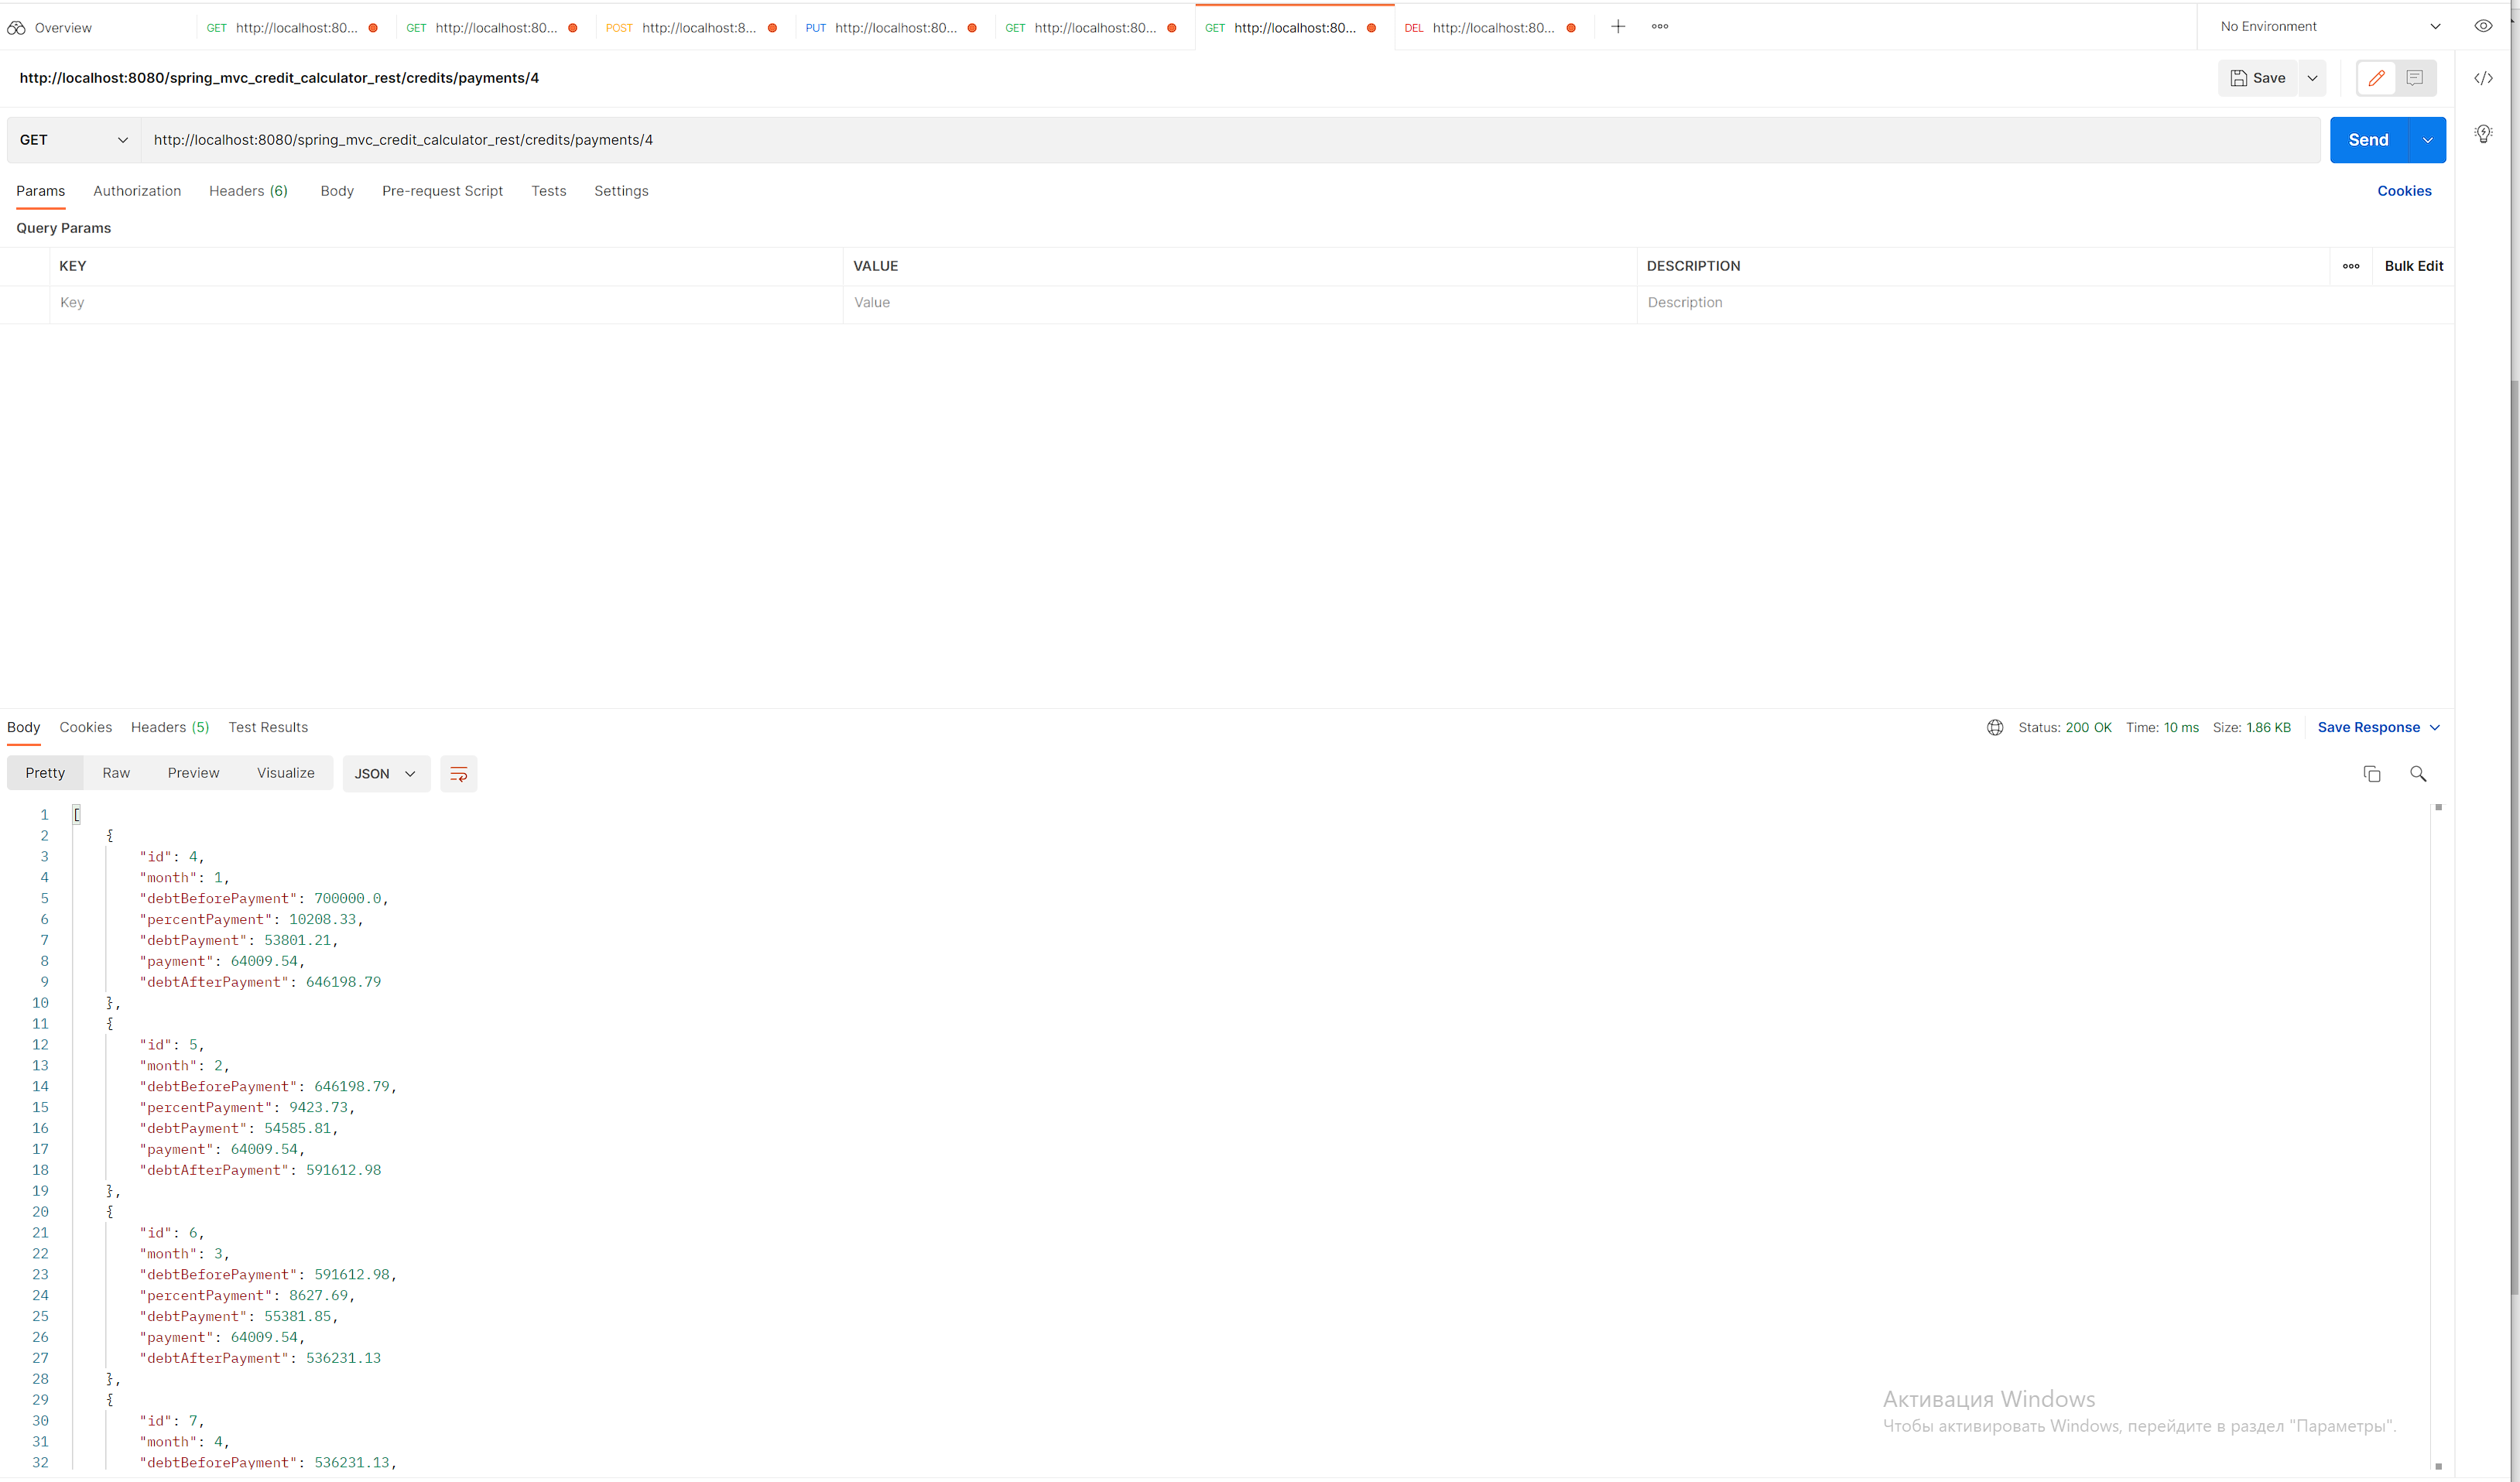 Overview GET http://localhost:80... GET http://localhost:80... POST http://localhost:8... PUT http://localhost:80... GET http://localhost:80... GET http://localhost:80... DEL http://localhost:80... No Environment
http://localhost:8080/spring_mvc_credit_calculator_rest/credits/payments/4 Save
GET http://localhost:8080/spring_mvc_credit_calculator_rest/credits/payments/4 Send
Params Authorization Headers (6) Body Pre-request Script Tests Settings Cookies
Query Params
KEY VALUE DESCRIPTION Bulk Edit
Key Value Description
Body Cookies Headers (5) Test Results Status: 200 OK Time: 10 ms Size: 1.86 KB Save Response
Pretty Raw Preview Visualize JSON
1 [
2 {
3 "id": 4,
4 "month": 1,
5 "debtBeforePayment": 700000.0,
6 "percentPayment": 10208.33,
7 "debtPayment": 53801.21,
8 "payment": 64009.54,
9 "debtAfterPayment": 646198.79
10 },
11 {
12 "id": 5,
13 "month": 2,
14 "debtBeforePayment": 646198.79,
15 "percentPayment": 9423.73,
16 "debtPayment": 54585.81,
17 "payment": 64009.54,
18 "debtAfterPayment": 591612.98
19 },
20 {
21 "id": 6,
22 "month": 3,
23 "debtBeforePayment": 591612.98,
24 "percentPayment": 8627.69,
25 "debtPayment": 55381.85,
26 "payment": 64009.54,
27 "debtAfterPayment": 536231.13
28 },
29 {
30 "id": 7,
31 "month": 4,
32 "debtBeforePayment": 536231.13,
Активация Windows
Чтобы активировать Windows, перейдите в раздел "Параметры".